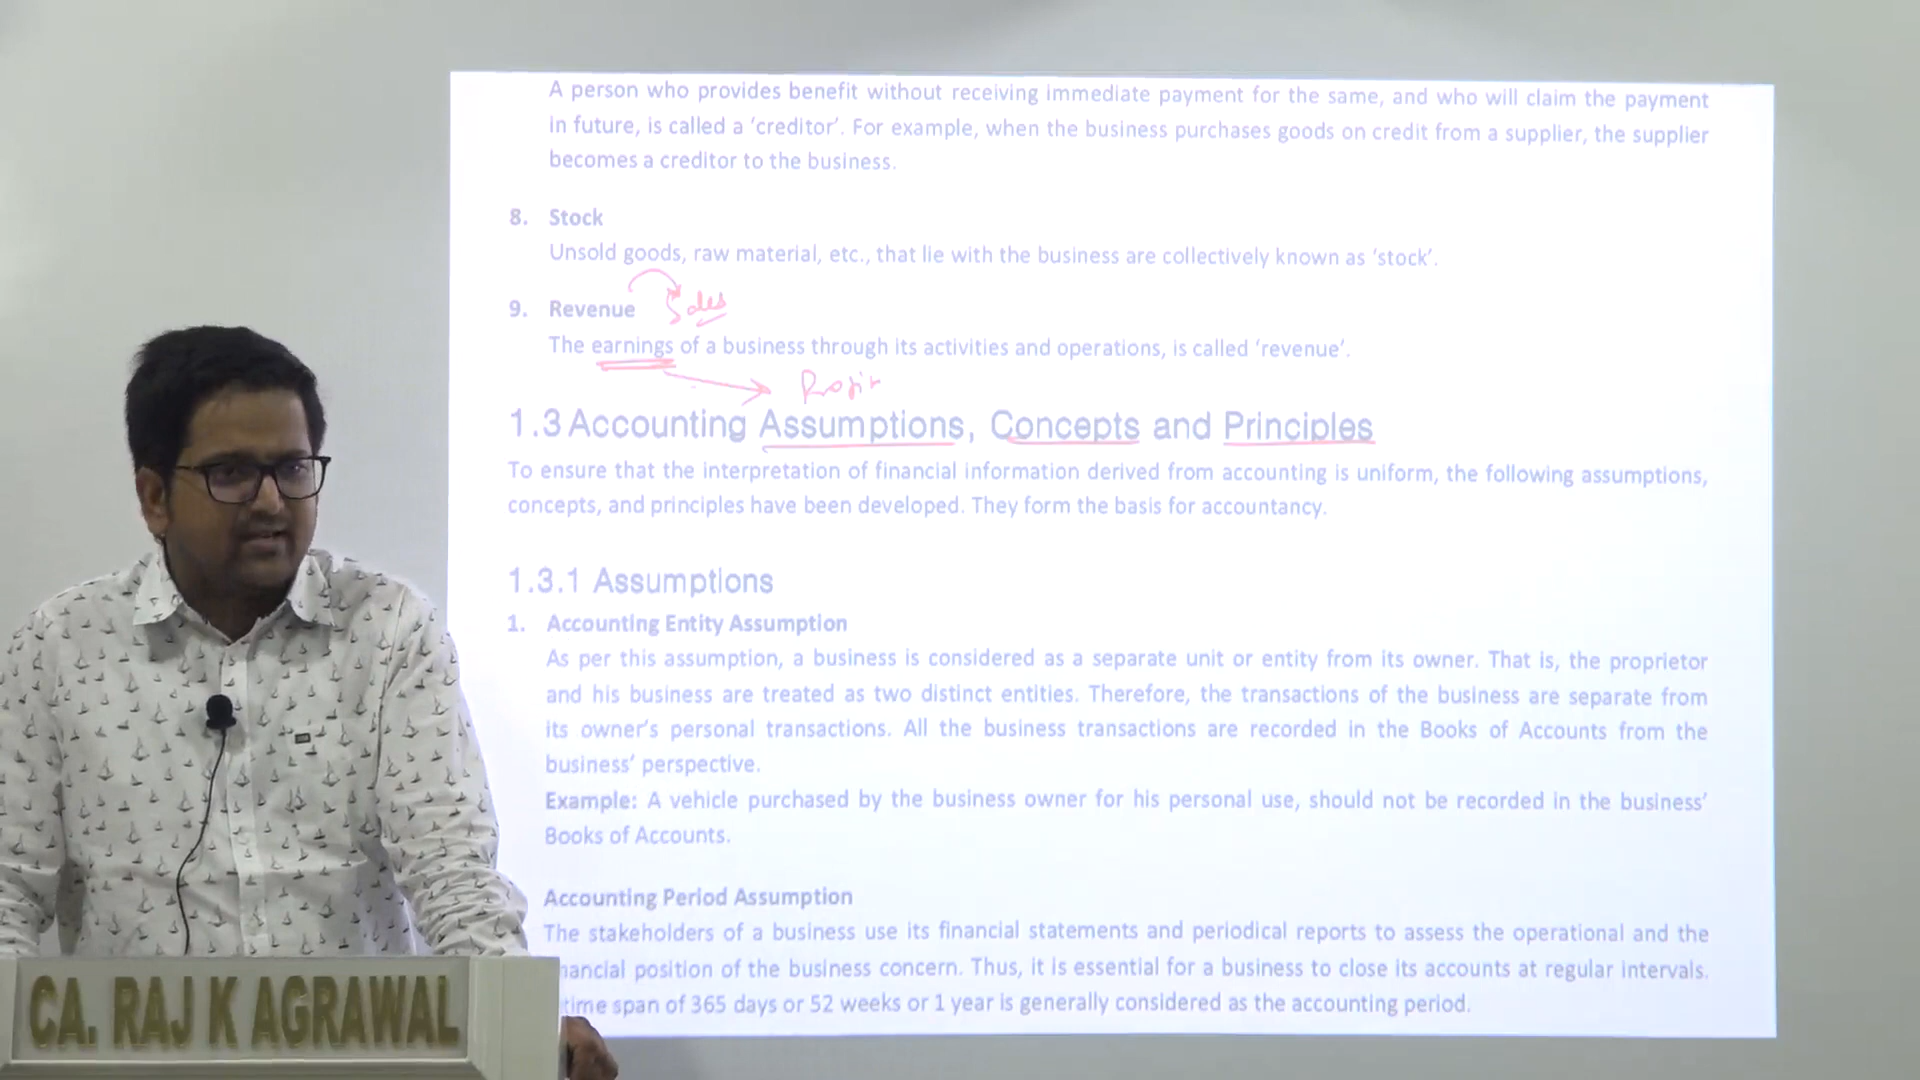 A person who provides benefit without receiving immediate payment for the same, and who will claim the payment
in future, is called a ‘creditor’. For example, when the business purchases goods on credit from a supplier, the supplier
becomes a creditor to the business.
8. Stock
Unsold goods, raw material, etc., that lie with the business are collectively known as ‘stock’.
9. Revenue Sales
The earnings of a business through its activities and operations, is called ‘revenue’.
1.3 Accounting Assumptions, Concepts and Principles
To ensure that the interpretation of financial information derived from accounting is uniform, the following assumptions,
concepts, and principles have been developed. They form the basis for accountancy.
1.3.1 Assumptions
1. Accounting Entity Assumption
As per this assumption, a business is considered as a separate unit or entity from its owner. That is, the proprietor
and his business are treated as two distinct entities. Therefore, the transactions of the business are separate from
its owner’s personal transactions. All the business transactions are recorded in the Books of Accounts from the
business’ perspective.
Example: A vehicle purchased by the business owner for his personal use, should not be recorded in the business’
Books of Accounts.
Accounting Period Assumption
The stakeholders of a business use its financial statements and periodical reports to assess the operational and the
position of the business concern. Thus, it is essential for a business to close its accounts at regular intervals.
time span of 365 days or 52 weeks or 1 year is generally considered as the accounting period.
CA. RAJ K AGRAWAL